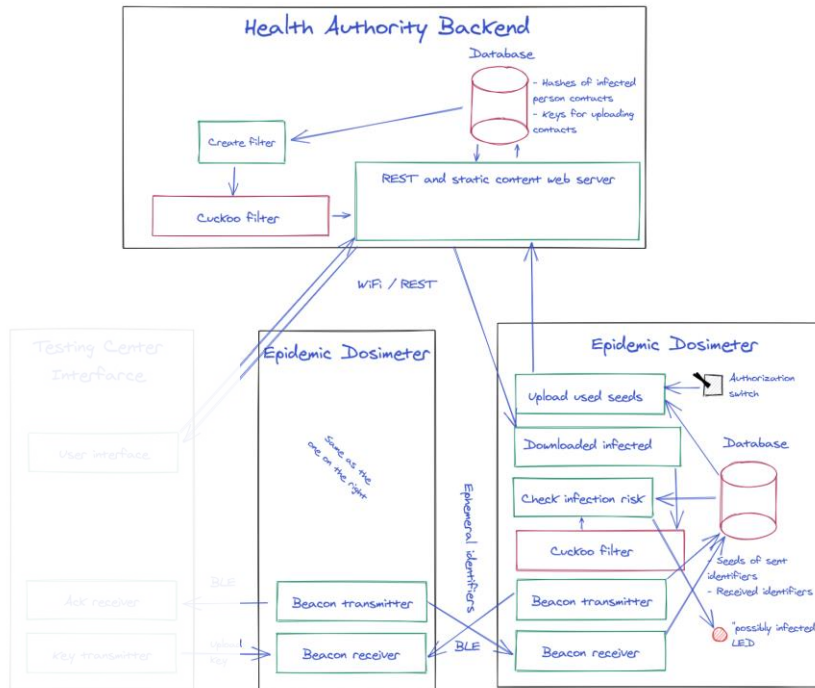 Health Authority Backend
Database
- Hashes of infected
person contacts
- Keys for uploading
contacts
Create filter
REST and static content web server
Cuckoo filter
WiFi / REST
Testing Center
Interfarce
Epidemic Dosimeter
Epidemic Dosimeter
Upload used seeds
Authorization
switch
User interface
Same as the
one on the right
Downloaded infected
Database
Ephemeral identifiers
Check infection risk
Cuckoo filter
- Seeds of sent
identifiers
- Received identifiers
Ack receiver
BLE
Beacon transmitter
Beacon transmitter
Key transmitter
Upload
Key
Beacon receiver
BLE
Beacon receiver
"possibly infected"
LED